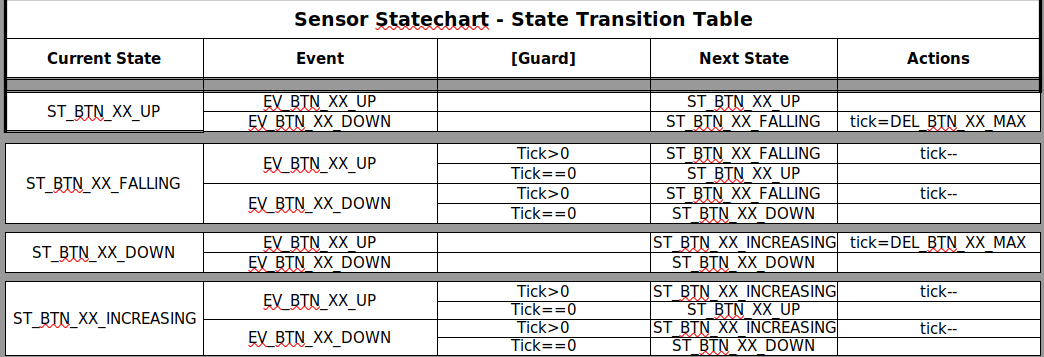 Sensor Statechart - State Transition Table
Current State Event [Guard] Next State Actions
ST_BTN_XX_UP EV_BTN_XX_UP ST_BTN_XX_UP
EV_BTN_XX_DOWN ST_BTN_XX_FALLING tick=DEL_BTN_XX_MAX
ST_BTN_XX_FALLING EV_BTN_XX_UP Tick>0 ST_BTN_XX_FALLING tick--
Tick==0 ST_BTN_XX_UP
EV_BTN_XX_DOWN Tick>0 ST_BTN_XX_FALLING tick--
Tick==0 ST_BTN_XX_DOWN
ST_BTN_XX_DOWN EV_BTN_XX_UP ST_BTN_XX_INCREASING tick=DEL_BTN_XX_MAX
EV_BTN_XX_DOWN ST_BTN_XX_DOWN
ST_BTN_XX_INCREASING EV_BTN_XX_UP Tick>0 ST_BTN_XX_INCREASING tick--
Tick==0 ST_BTN_XX_UP
EV_BTN_XX_DOWN Tick>0 ST_BTN_XX_INCREASING tick--
Tick==0 ST_BTN_XX_DOWN